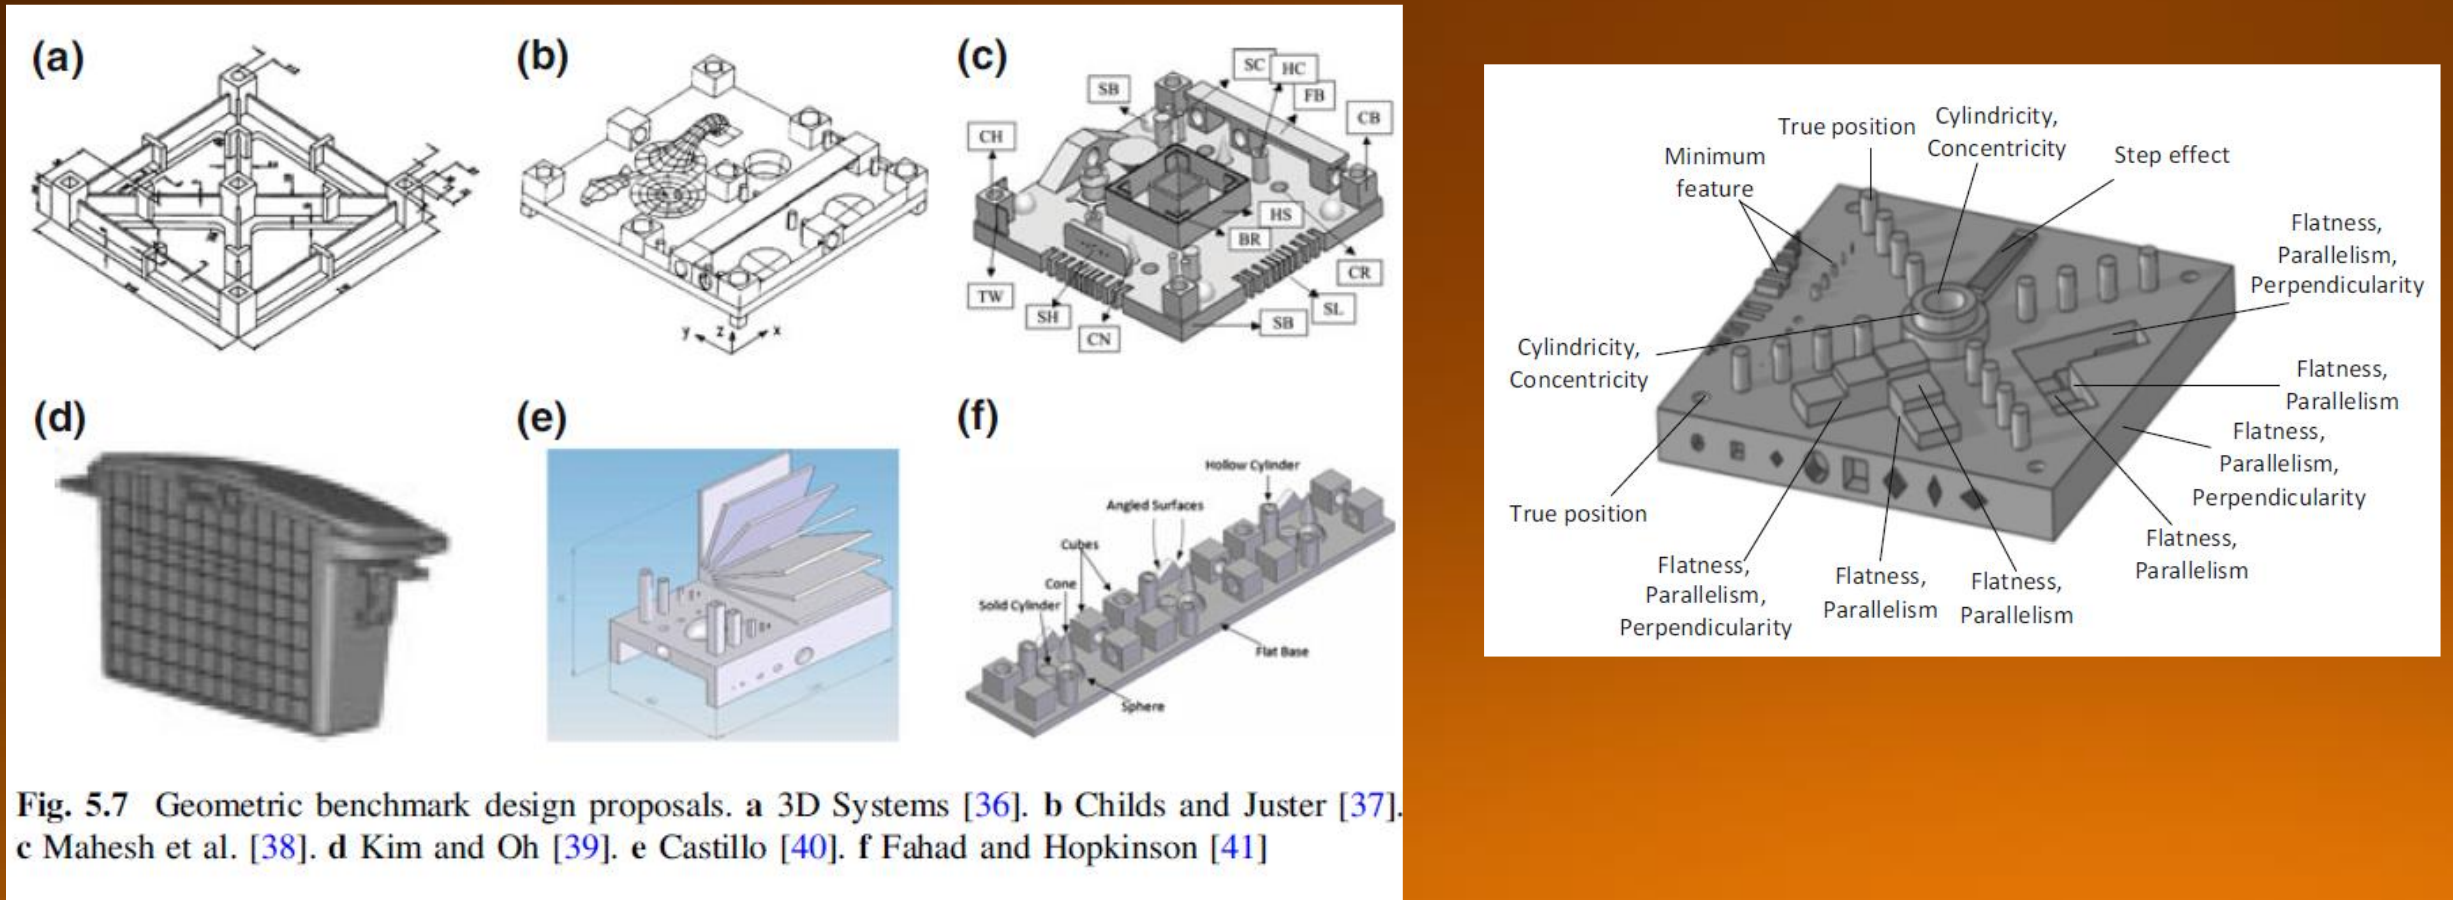 (a)
(b)
y
z
x
(c)
SC
HC
SB
FB
CB
CH
HS
BR
CR
TW
SH
SL
SB
CN
(d)
(e)
(f)
Hollow Cylinder
Angled Surfaces
Cubes
Cone
Solid Cylinder
Flat Base
Sphere
Fig. 5.7 Geometric benchmark design proposals. a 3D Systems [36]. b Childs and Juster [37].
c Mahesh et al. [38]. d Kim and Oh [39]. e Castillo [40]. f Fahad and Hopkinson [41]
True position
Cylindricity,
Concentricity
Minimum
feature
Step effect
Flatness,
Parallelism,
Perpendicularity
Cylindricity,
Concentricity
Flatness,
Parallelism
Flatness,
Parallelism,
Perpendicularity
True position
Flatness,
Parallelism
Flatness,
Parallelism,
Perpendicularity
Flatness,
Parallelism
Flatness,
Parallelism